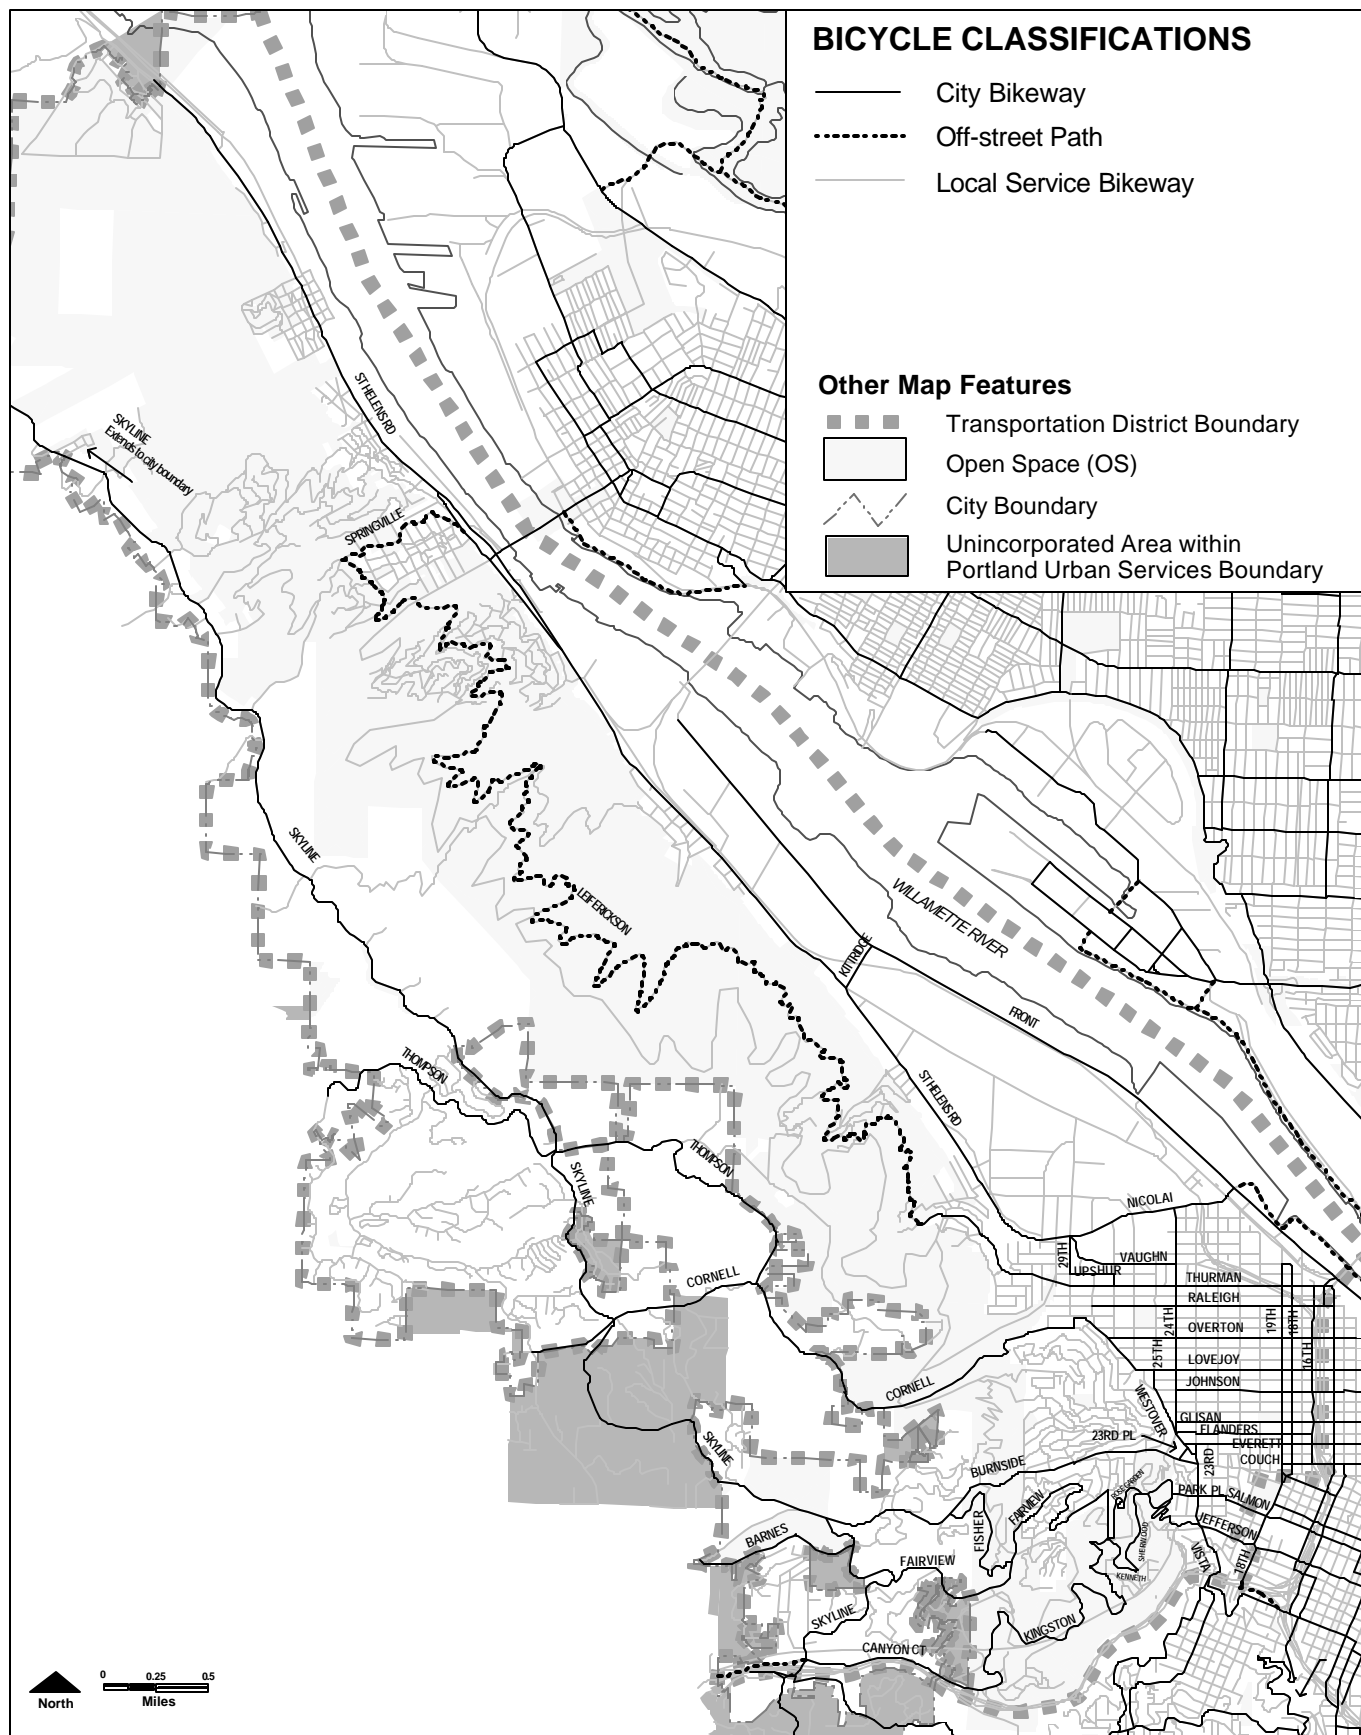 BICYCLE CLASSIFICATIONS
City Bikeway
Off-street Path
Local Service Bikeway
Other Map Features
Transportation District Boundary
Open Space (OS)
City Boundary
Unincorporated Area within
Portland Urban Services Boundary
ST HELENS RD
SKYLINE
Extends to city boundary
SPRINGVILLE
SKYLINE
LEIF ERICKSON
WILLAMETTE RIVER
KITTRIDGE
FRONT
THOMPSON
ST HELENS RD
THOMPSON
SKYLINE
NICOLAI
29TH
VAUGHN
UPSHUR
CORNELL
THURMAN
RALEIGH
24TH
19TH
18TH
OVERTON
25TH
16TH
LOVEJOY
CORNELL
JOHNSON
WESTOVER
GLISAN
FLANDERS
23RD PL
EVERETT
SKYLINE
COUCH
BURNSIDE
23RD
ROSE GARDEN
PARK PL
SALMON
FAIRVIEW
FISHER
JEFFERSON
BARNES
SHERWOOD
VISTA
18TH
FAIRVIEW
KENNETH
SKYLINE
KINGSTON
CANYON CT
North
0 0.25 0.5
Miles